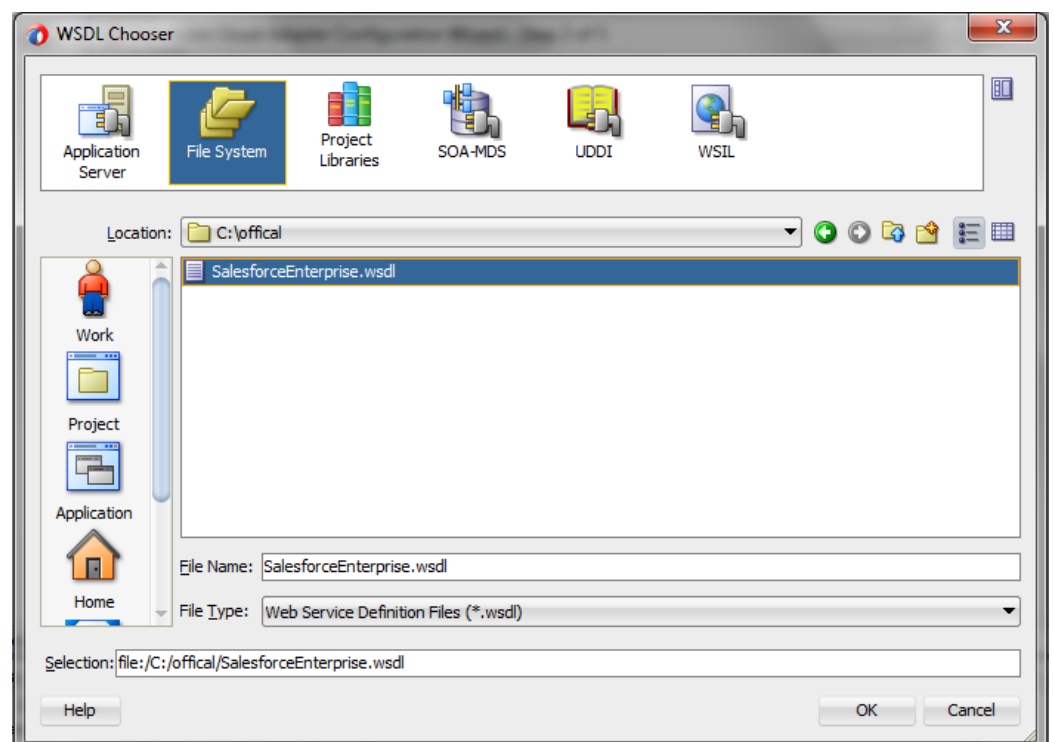 WSDL Chooser
Application
Server
File System
Project
Libraries
SOA-MDS
UDDI
WSIL
Location:
C:\offical
Work
Project
Application
Home
SalesforceEnterprise.wsdl
File Name:
SalesforceEnterprise.wsdl
File Type:
Web Service Definition Files (*.wsdl)
Selection:
file:/C:/offical/SalesforceEnterprise.wsdl
Help
OK
Cancel